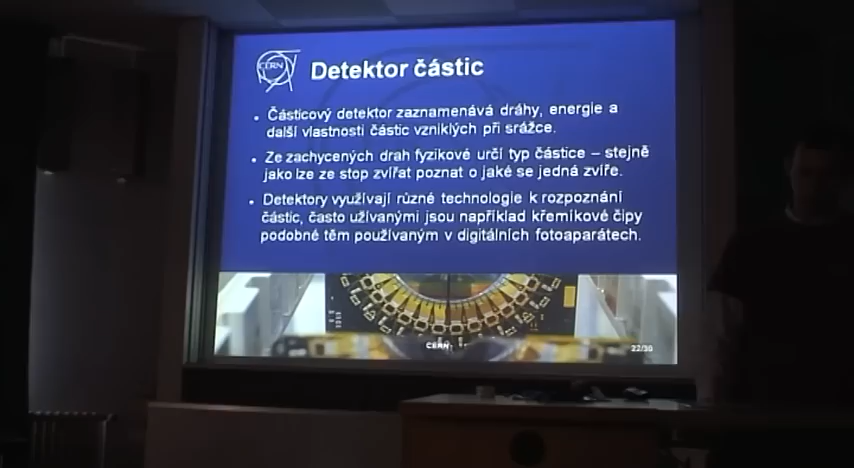 CERN
Detektor částic
• Částicový detektor zaznamenává dráhy, energie a
další vlastnosti částic vzniklých při srážce.
• Ze zachycených drah fyzikové určí typ částice – stejně
jako lze ze stop zvířat poznat o jaké se jedná zvíře.
• Detektory využívají různé technologie k rozpoznání
částic, často užívanými jsou například křemíkové čipy
podobné těm používaným v digitálních fotoaparátech.
CERN
22/30